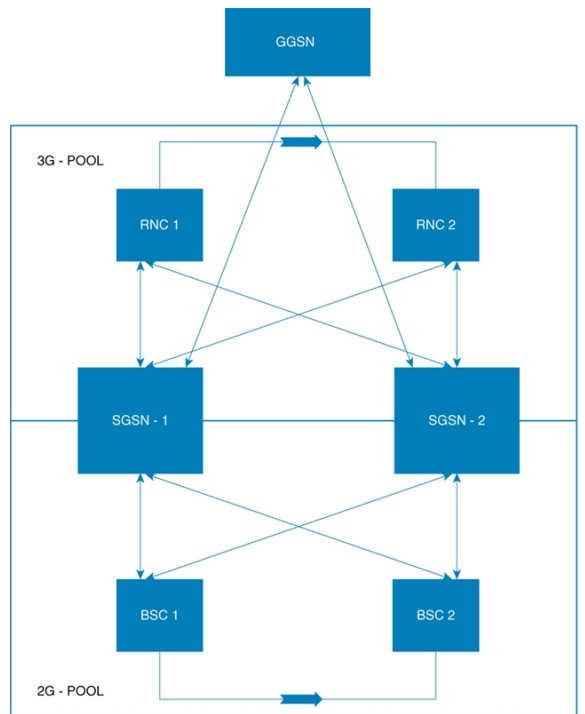 GGSN
3G - POOL
RNC 1
RNC 2
SGSN - 1
SGSN - 2
BSC 1
BSC 2
2G - POOL